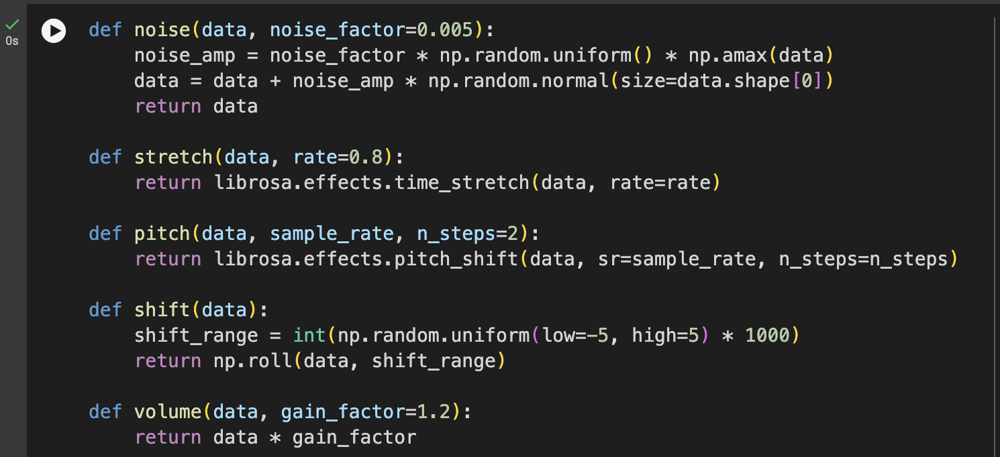 0s
def noise(data, noise_factor=0.005):
    noise_amp = noise_factor * np.random.uniform() * np.amax(data)
    data = data + noise_amp * np.random.normal(size=data.shape[0])
    return data

def stretch(data, rate=0.8):
    return librosa.effects.time_stretch(data, rate=rate)

def pitch(data, sample_rate, n_steps=2):
    return librosa.effects.pitch_shift(data, sr=sample_rate, n_steps=n_steps)

def shift(data):
    shift_range = int(np.random.uniform(low=-5, high=5) * 1000)
    return np.roll(data, shift_range)

def volume(data, gain_factor=1.2):
    return data * gain_factor